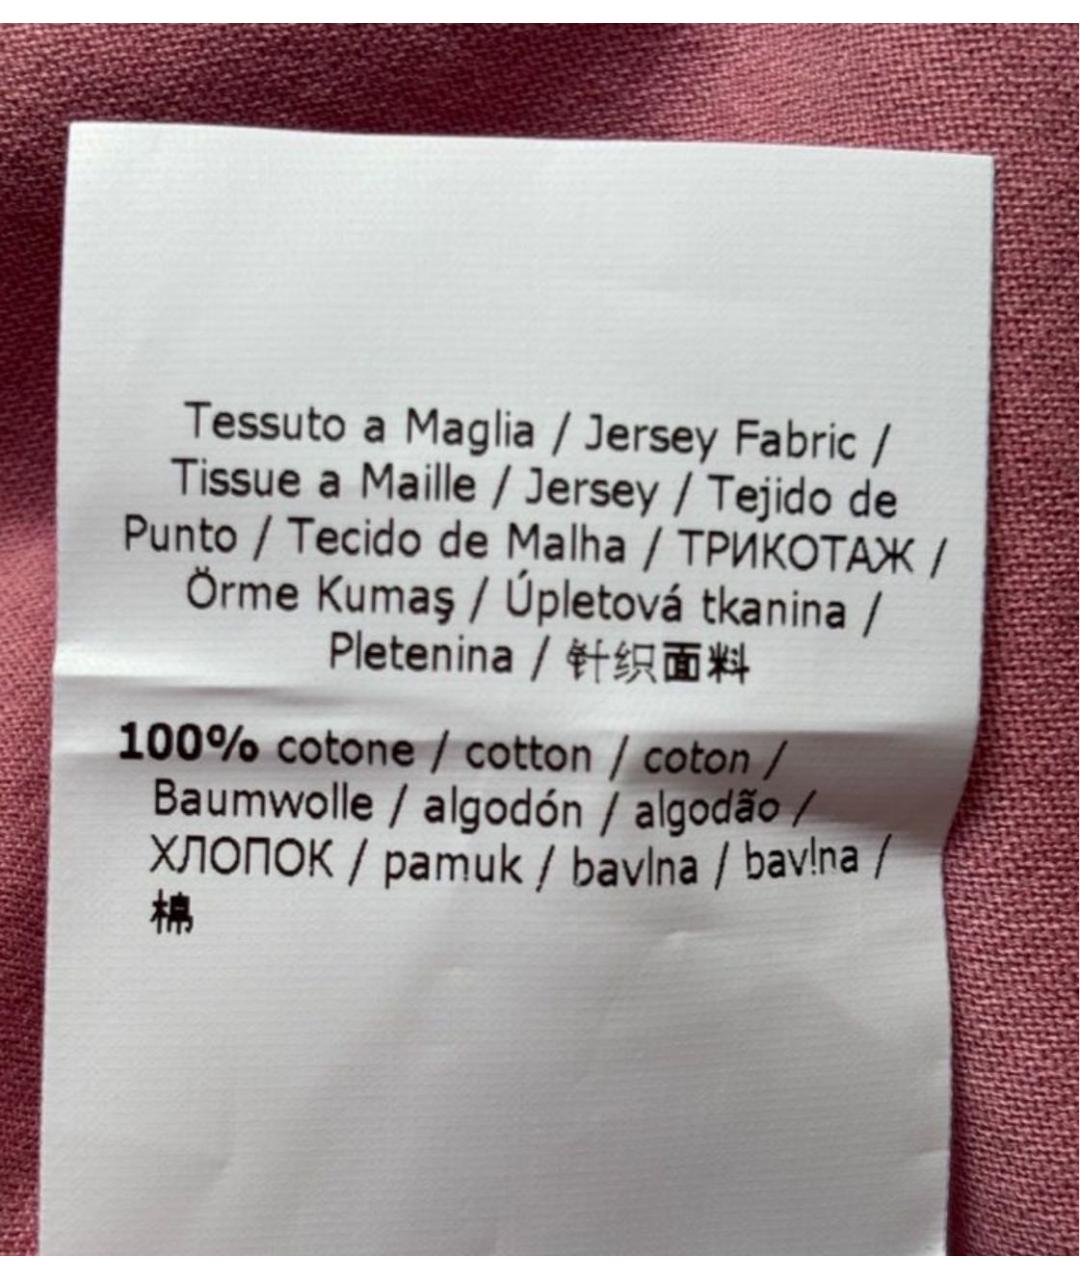 Tessuto a Maglia / Jersey Fabric /
Tissue a Maille / Jersey / Tejido de
Punto / Tecido de Malha / ТРИКОТАЖ /
Örme Kumaş / Úpletová tkanina /
Pletenina / 针织面料
100% cotone / cotton / coton /
Baumwolle / algodón / algodão /
ХЛОПОК / pamuk / bavlna / bavlna /
棉